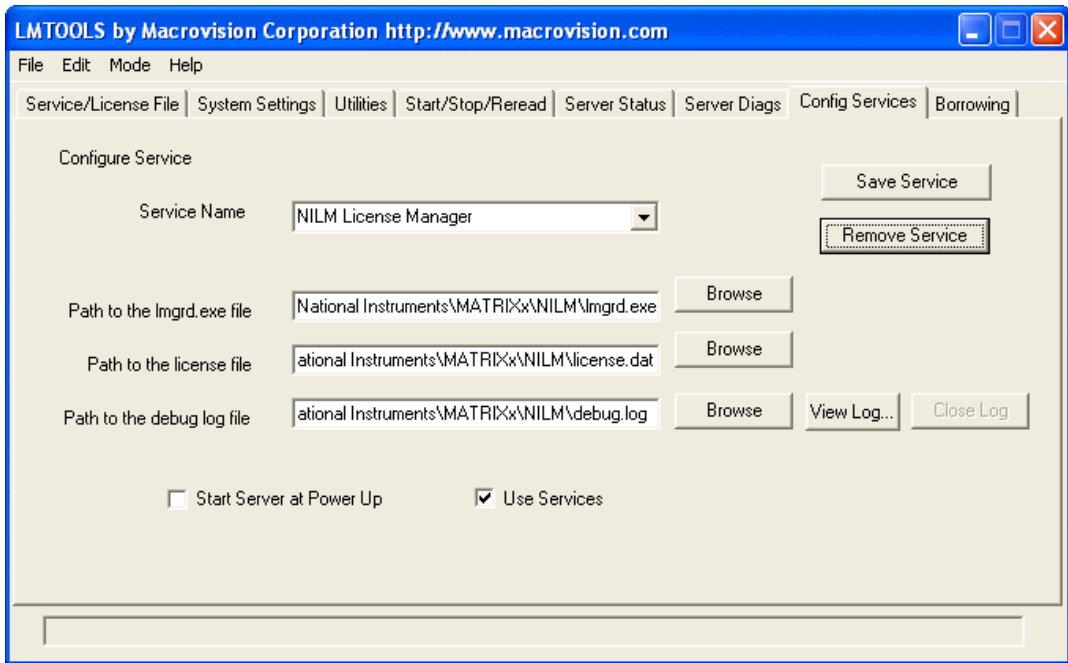 LMTOOLS by Macrovision Corporation http://www.macrovision.com
File Edit Mode Help
Service/License File System Settings Utilities Start/Stop/Reread Server Status Server Diags Config Services Borrowing
Configure Service
Save Service
Service Name NILM License Manager
Remove Service
Path to the lmgrd.exe file National Instruments\MATRIXx\NILM\lmgrd.exe Browse
Path to the license file ational Instruments\MATRIXx\NILM\license.dat Browse
Path to the debug log file ational Instruments\MATRIXx\NILM\debug.log Browse View Log... Close Log
Start Server at Power Up Use Services